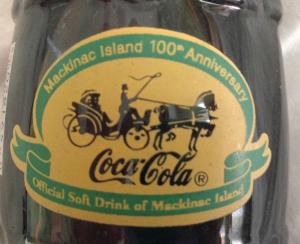 Mackinac Island 100th Anniversary
Coca-Cola ®
Official Soft Drink of Mackinac Island